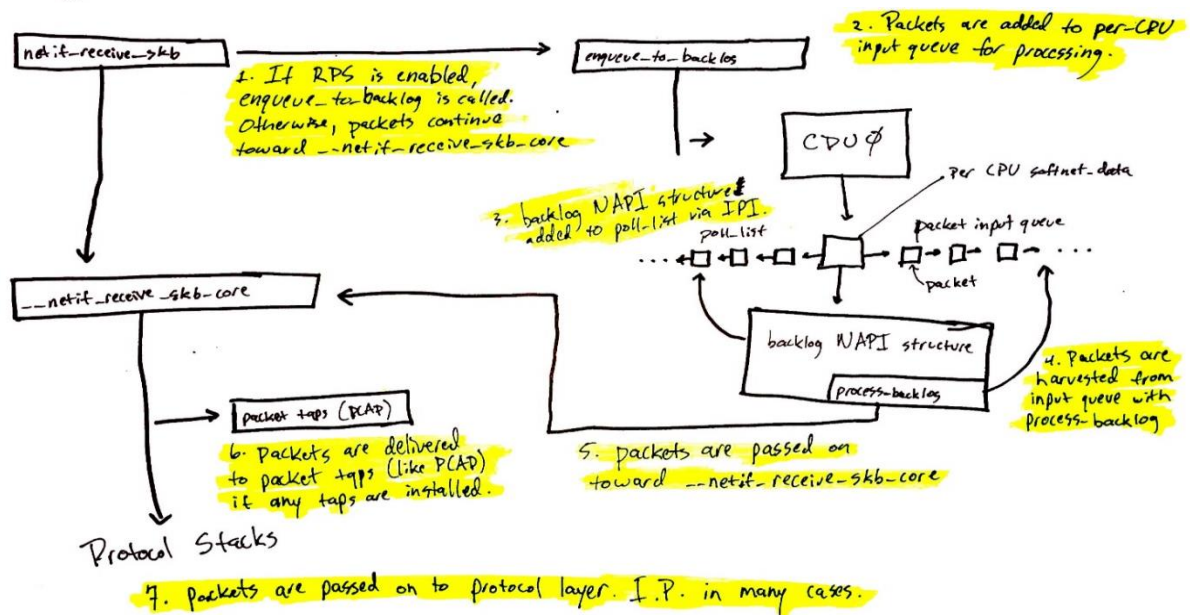 netif_receive_skb
1. If RPS is enabled,
enqueue_to_backlog is called.
Otherwise, packets continue
toward __netif_receive_skb_core
enqueue_to_backlog
2. Packets are added to per-CPU
input queue for processing.
CPU 0
per CPU softnet_data
3. backlog NAPI structure
added to poll_list via IPI.
poll_list
packet input queue
packet
__netif_receive_skb_core
backlog NAPI structure
process_backlog
4. Packets are
harvested from
input queue with
process_backlog
packet taps (PCAP)
5. packets are passed on
toward __netif_receive_skb_core
6. packets are delivered
to packet taps (like PCAP)
if any taps are installed.
Protocol Stacks
7. packets are passed on to protocol layer. I.P. in many cases.